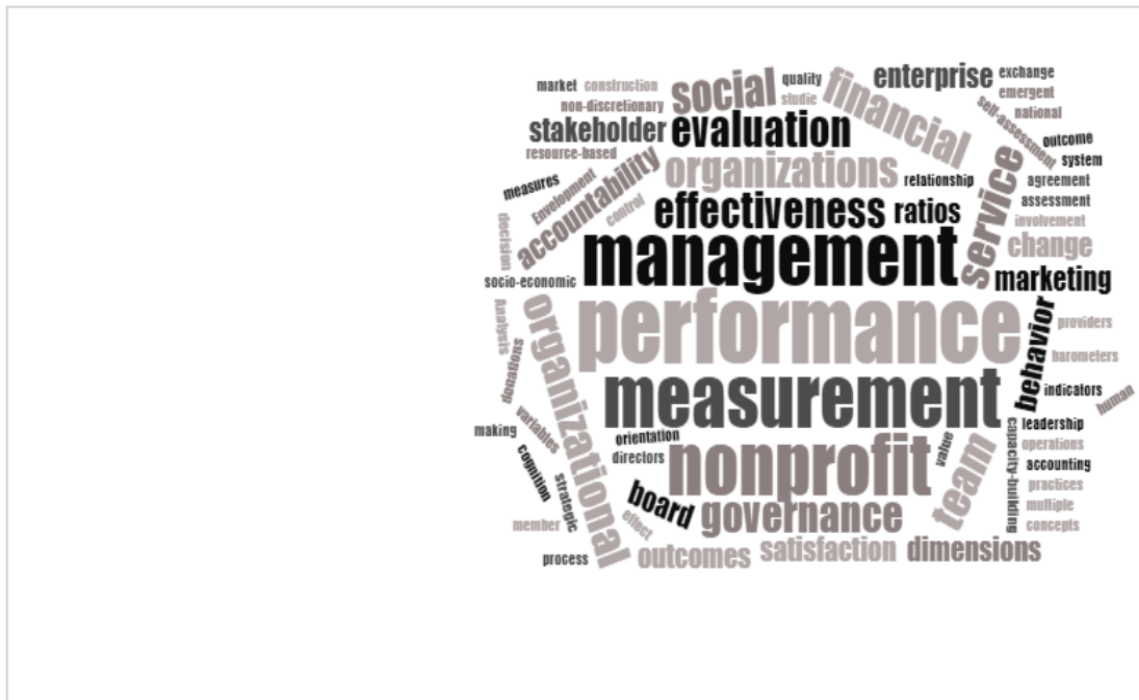 market
construction
social
quality
studie
financial
enterprise
exchange
emergent
national
self-assessment
non-discretionary
stakeholder
evaluation
outcome
system
resource-based
accountability
organizations
relationship
service
agreement
measures
Envelopment
control
effectiveness
ratios
assessment
involvement
decision
management
change
socio-economic
marketing
Analysis
organizational
performance
behavior
providers
donations
barometers
measurement
indicators
human
making
variables
orientation
directors
nonprofit
value
team
capacity-building
leadership
operations
cognition
strategic
accounting
board
governance
practices
multiple
member
effect
concepts
process
outcomes
satisfaction
dimensions